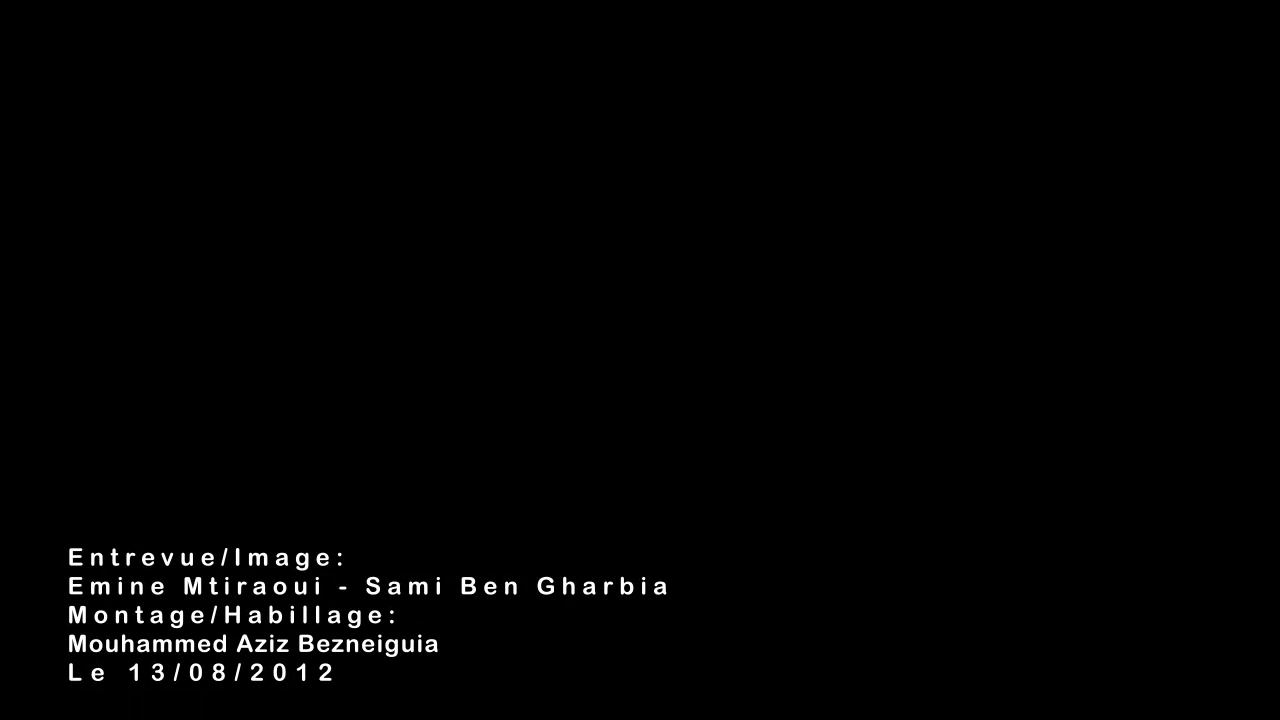 Entrevue/Image:
Emine Mtiraoui - Sami Ben Gharbia
Montage/Habillage:
Mouhammed Aziz Bezneiguia
Le 13/08/2012